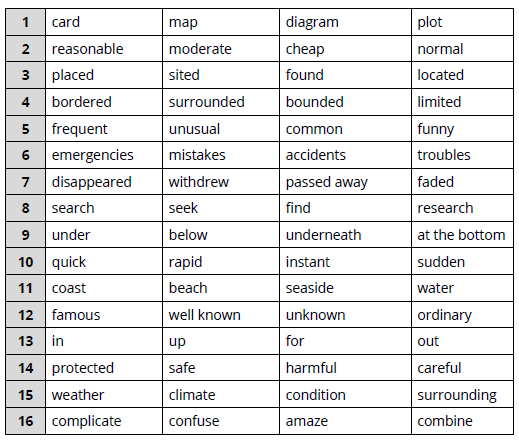 1 card map diagram plot
2 reasonable moderate cheap normal
3 placed sited found located
4 bordered surrounded bounded limited
5 frequent unusual common funny
6 emergencies mistakes accidents troubles
7 disappeared withdrew passed away faded
8 search seek find research
9 under below underneath at the bottom
10 quick rapid instant sudden
11 coast beach seaside water
12 famous well known unknown ordinary
13 in up for out
14 protected safe harmful careful
15 weather climate condition surrounding
16 complicate confuse amaze combine